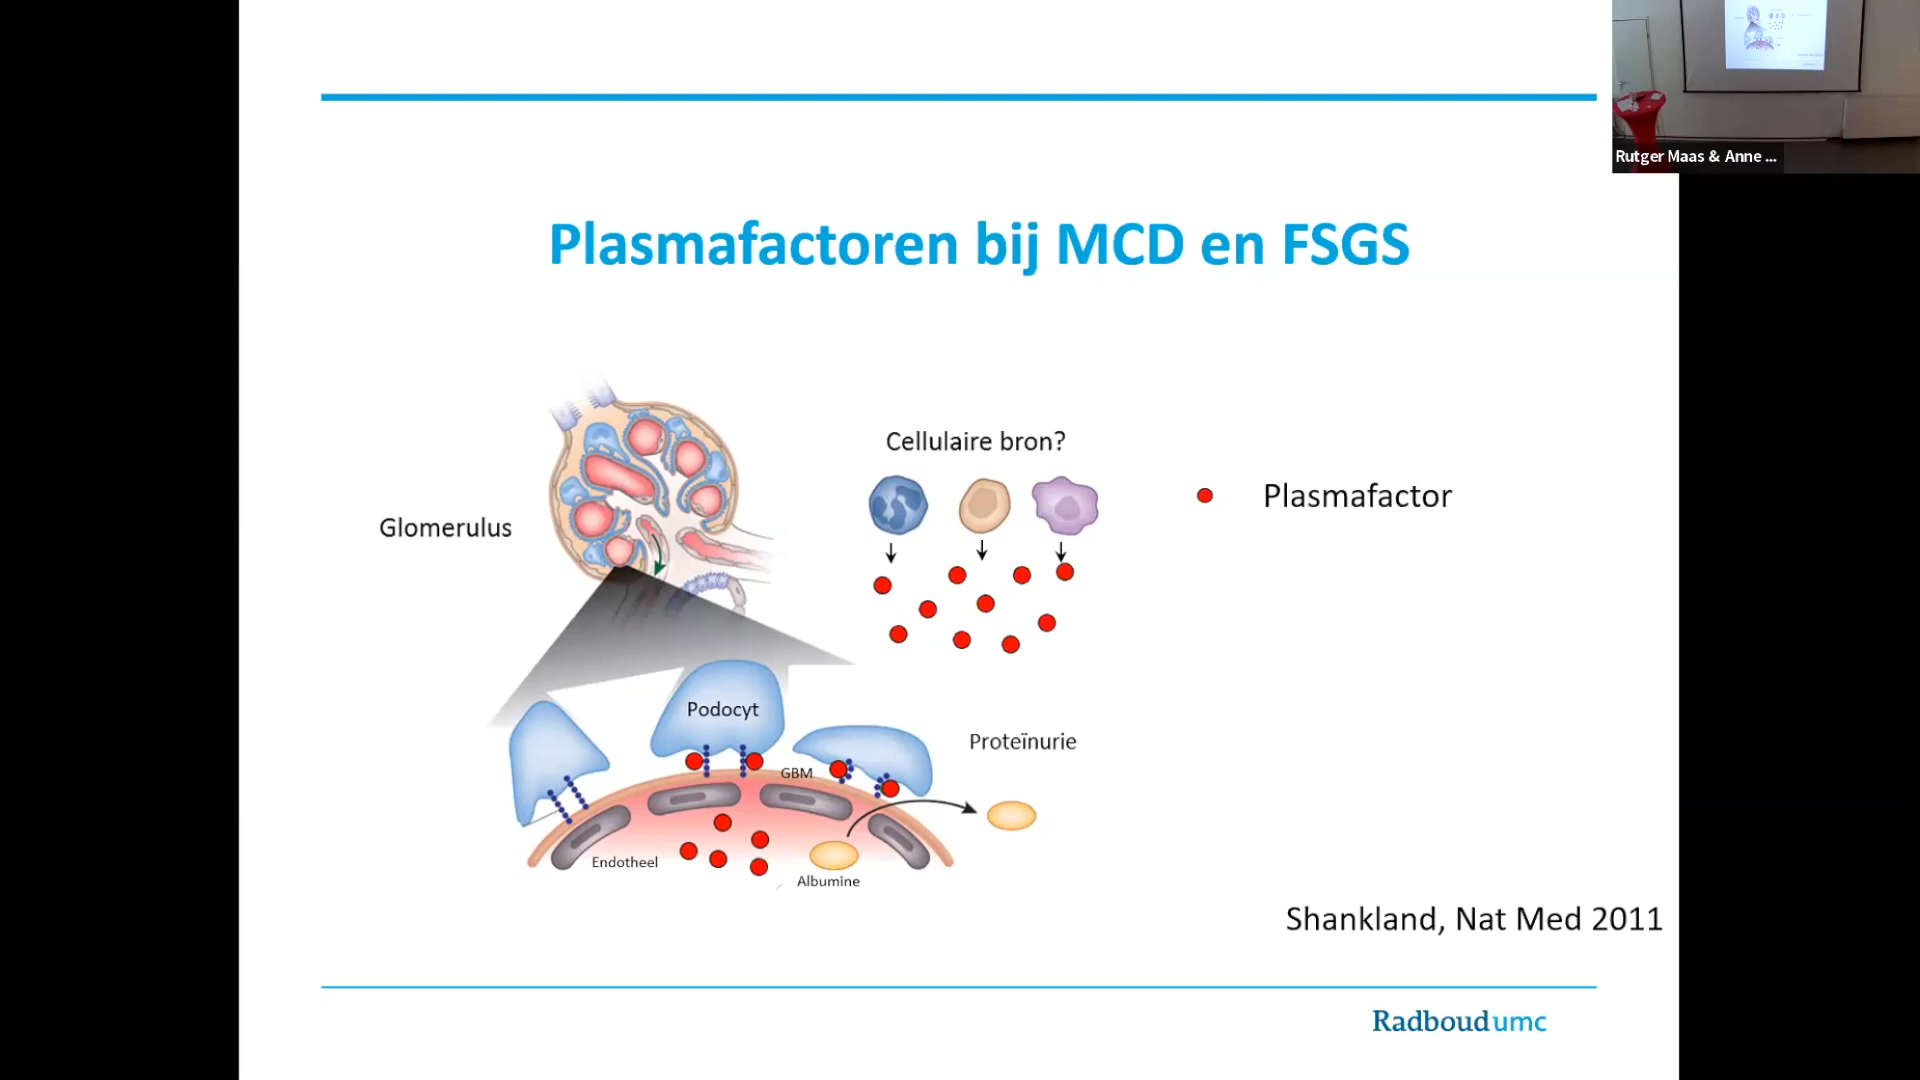 Rutger Maas & Anne ...
Plasmafactoren bij MCD en FSGS
Cellulaire bron?
Plasmafactor
Glomerulus
Podocyt
Proteïnurie
GBM
Endotheel
Albumine
Shankland, Nat Med 2011
Radboudumc